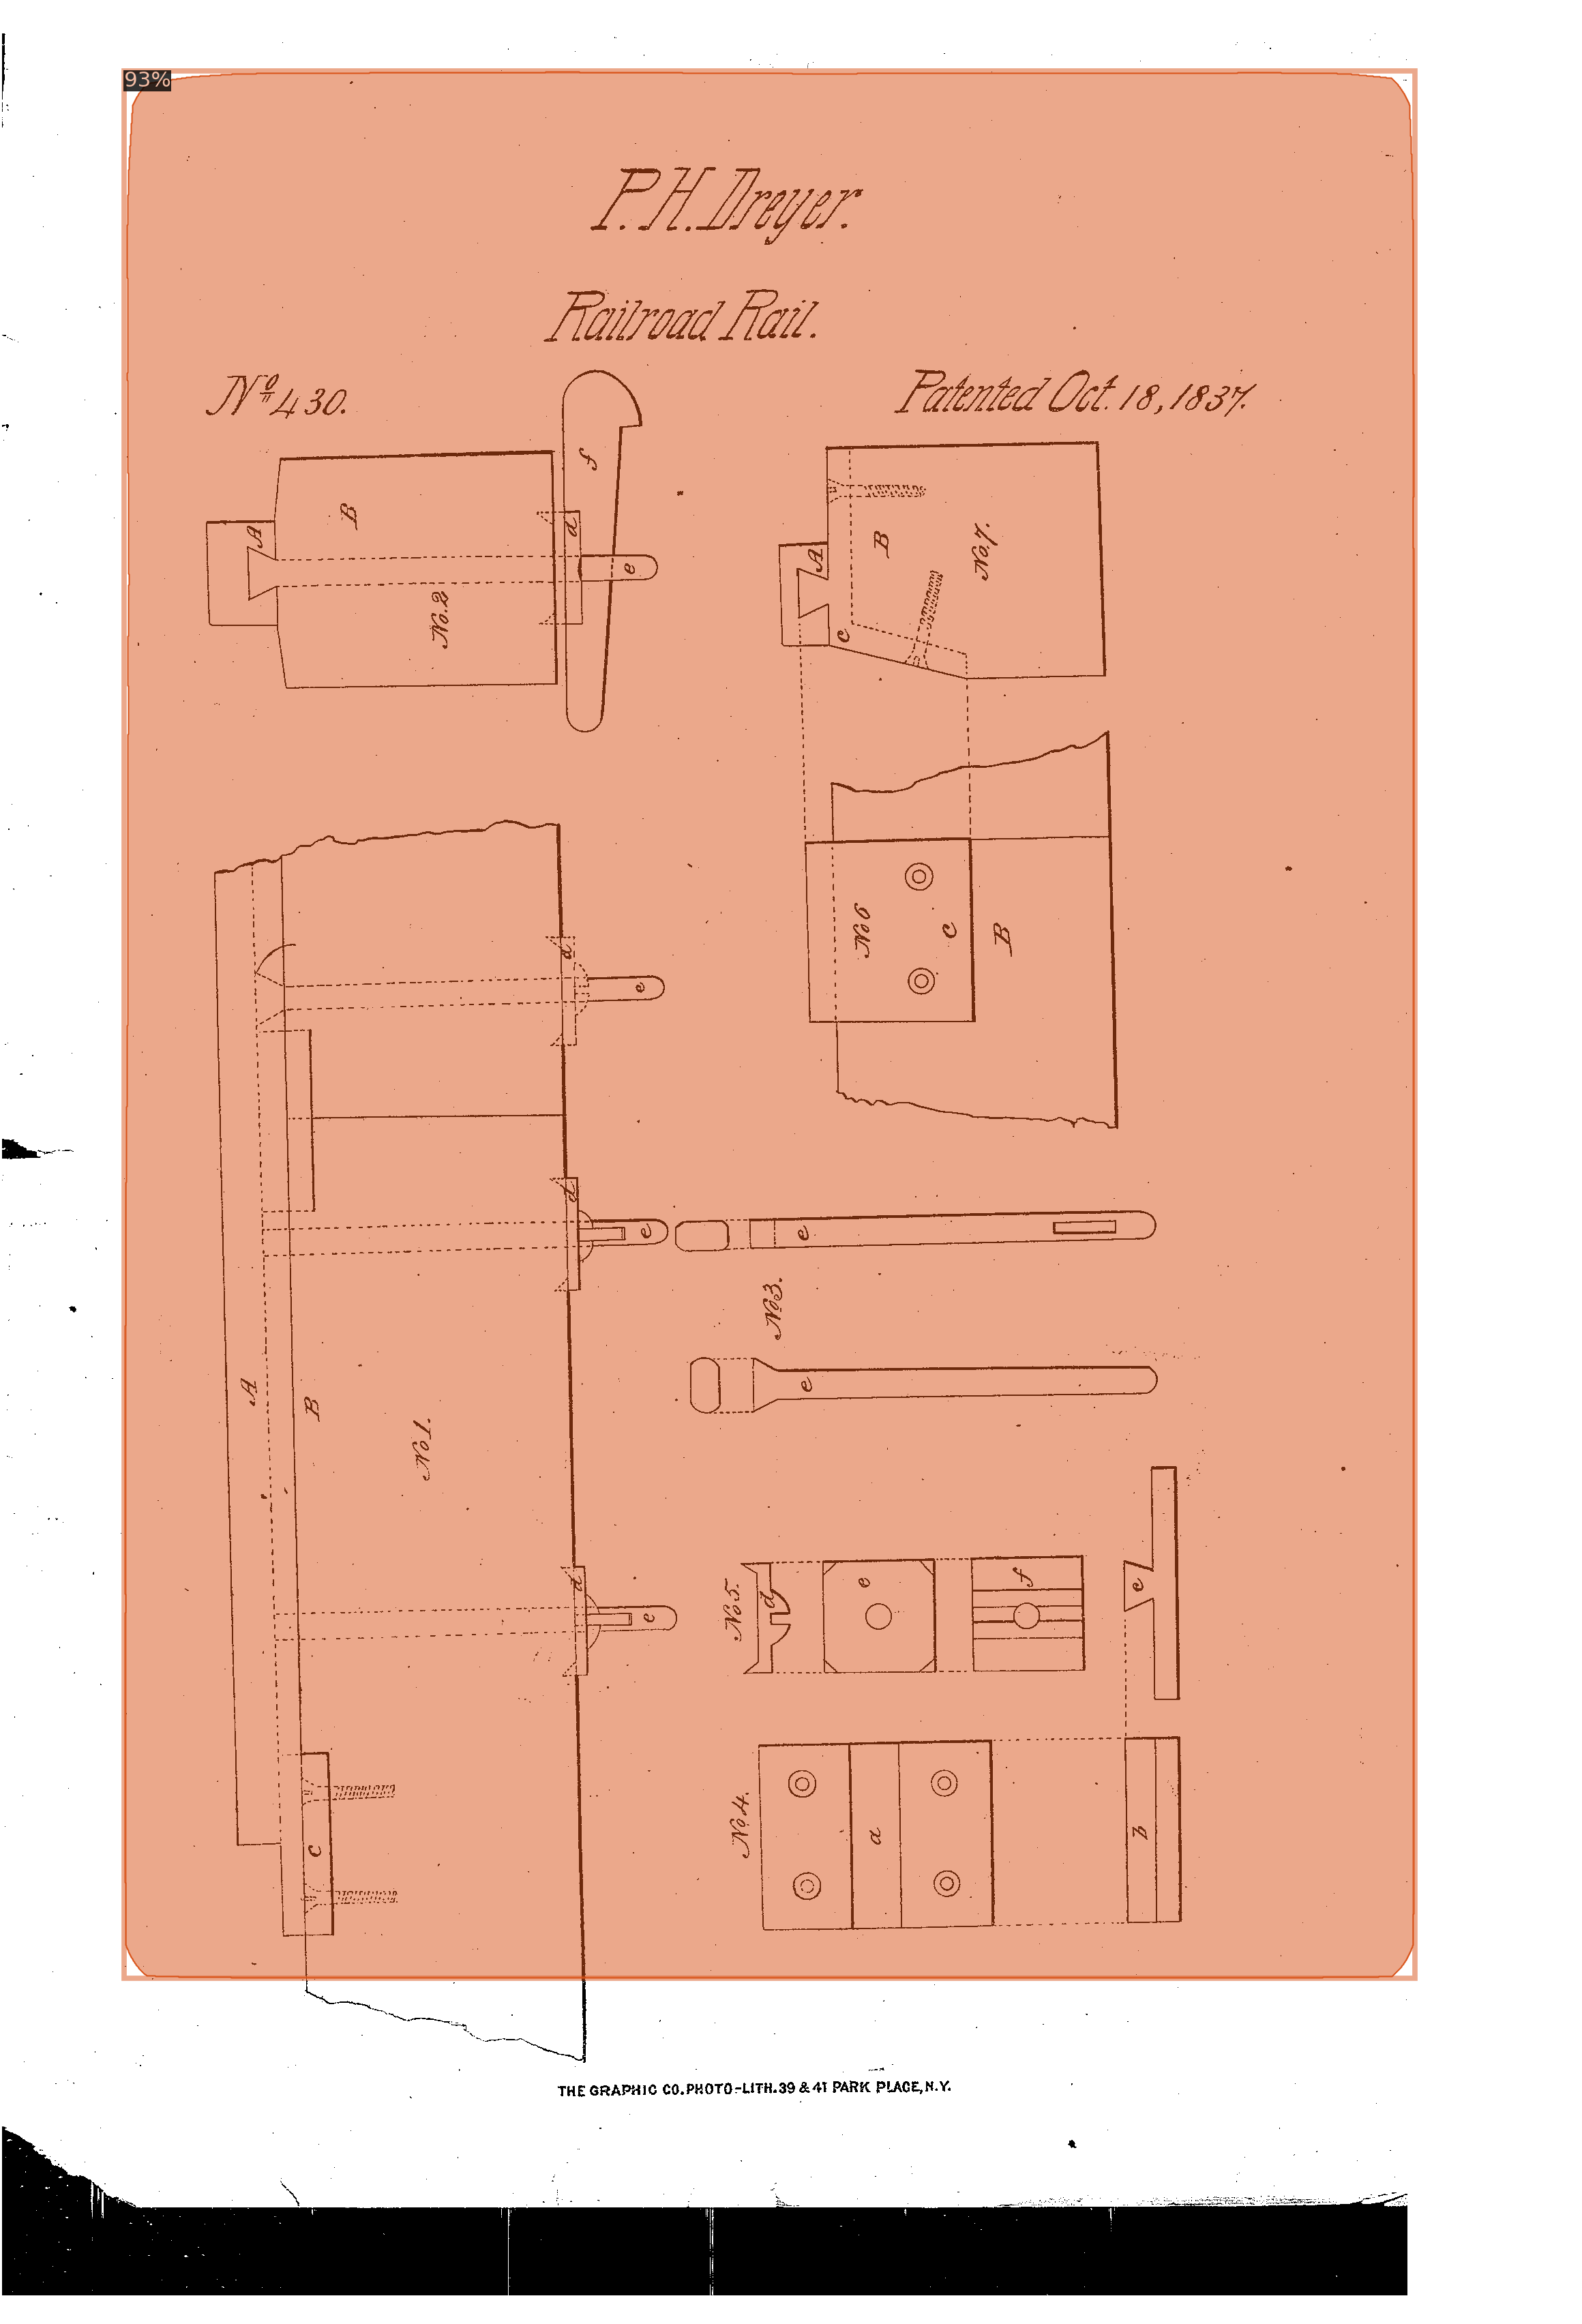 93%
P.H. Dreyer.
Railroad Rail.
Nº 430.
Patented Oct. 18, 1837.
A
B
No. 2
f
d
e
A
B
C
No. 7.
No 6
C
B
d
e
d
e
A
B
No 1.
d
e
C
e
No 3.
e
No 5.
d
e
f
c
No 4.
a
b
THE GRAPHIC CO. PHOTO-LITH. 39 & 41 PARK PLACE, N.Y.